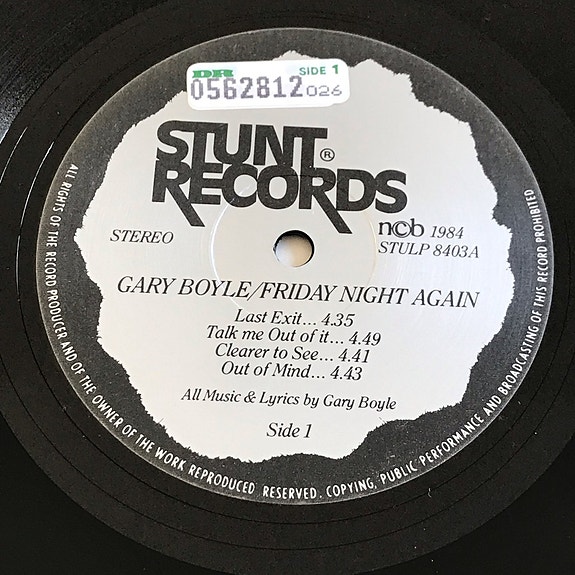 DR SIDE 1
0562812 026
STUNT®
RECORDS
STEREO
n©b 1984
STULP 8403A
GARY BOYLE/FRIDAY NIGHT AGAIN
Last Exit... 4.35
Talk me Out of it... 4.49
Clearer to See... 4.41
Out of Mind... 4.43
All Music & Lyrics by Gary Boyle
Side 1
ALL RIGHTS OF THE RECORD PRODUCER AND OF THE OWNER OF THE WORK REPRODUCED RESERVED. COPYING, PUBLIC PERFORMANCE AND BROADCASTING OF THIS RECORD PROHIBITED